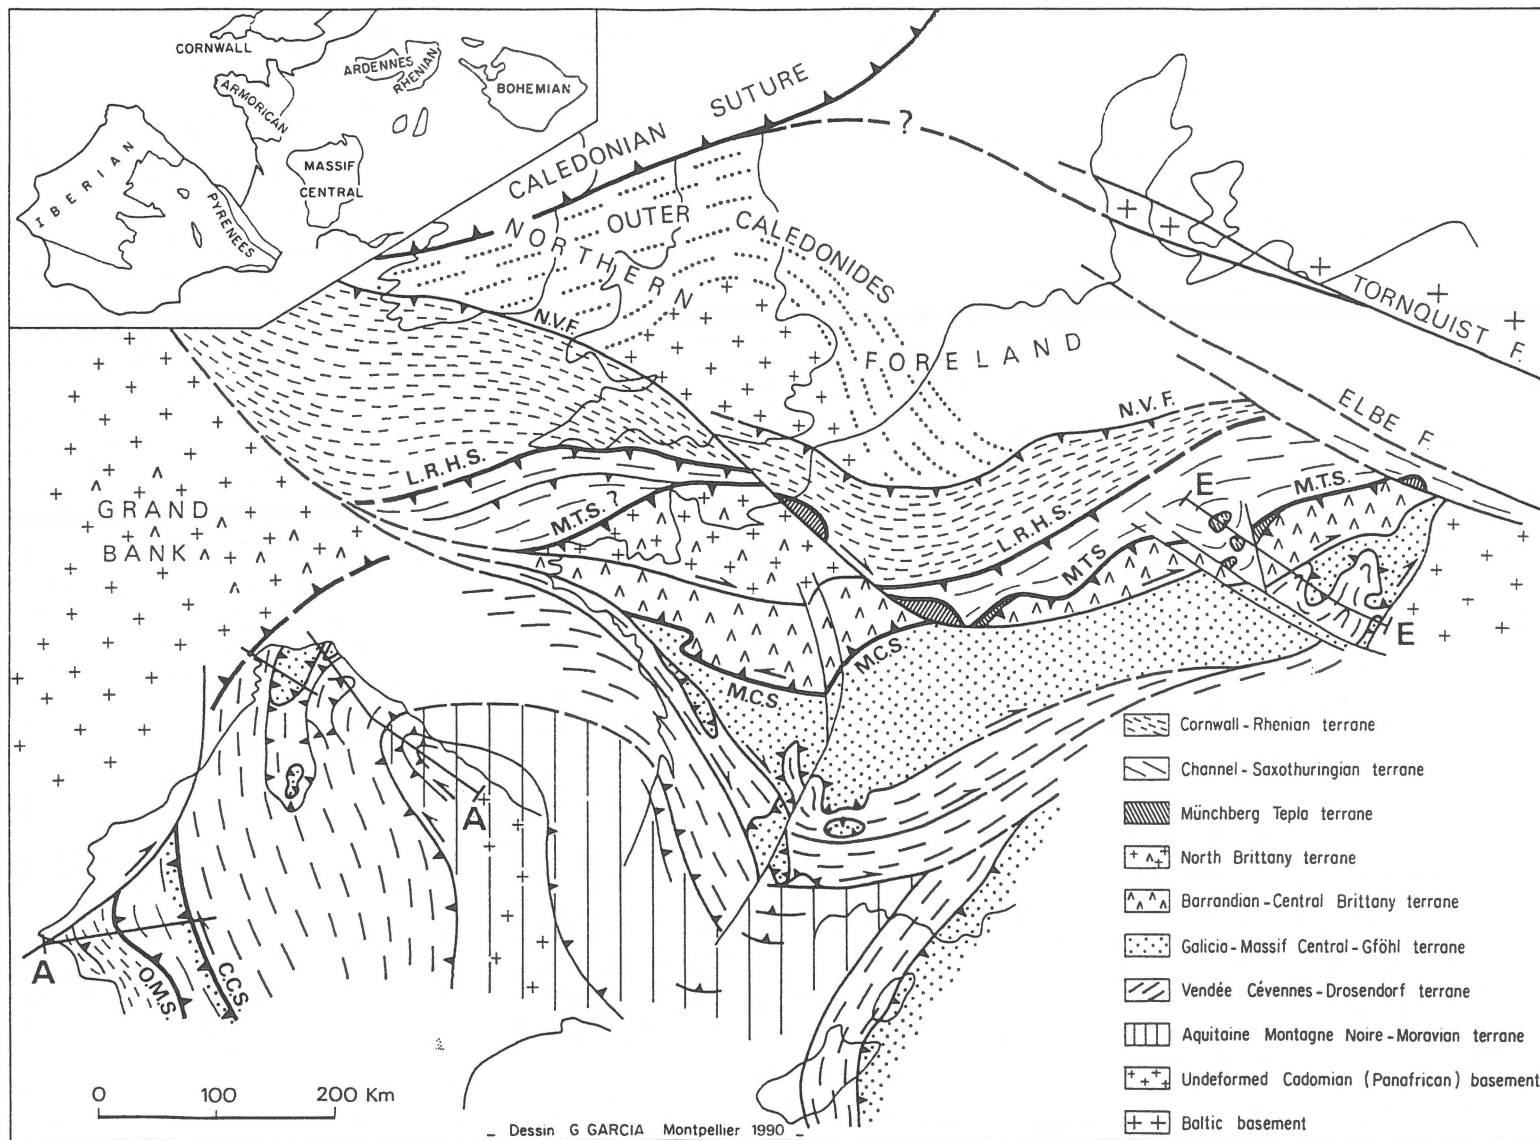 CORNWALL
ARDENNES
RHENIAN
BOHEMIAN
ARMORICAN
MASSIF
CENTRAL
IBERIAN
PYRENEES
CALEDONIAN SUTURE
?
NORTHERN
OUTER
CALEDONIDES
FORELAND
TORNQUIST F.
ELBE F.
N.V.F.
N.V.F.
L.R.H.S.
L.R.H.S.
GRAND
BANK
M.T.S.?
M.T.S.
M.T.S.
E
E
M.C.S.
M.C.S.
A
A
O.M.S.
C.C.S.
Cornwall-Rhenian terrane
Channel-Saxothuringian terrane
Münchberg Tepla terrane
North Brittany terrane
Barrandian-Central Brittany terrane
Galicia-Massif Central-Gföhl terrane
Vendée Cévennes-Drosendorf terrane
Aquitaine Montagne Noire-Moravian terrane
Undeformed Cadomian (Panafrican) basement
Baltic basement
0 100 200 Km
_ Dessin G GARCIA Montpellier 1990 _